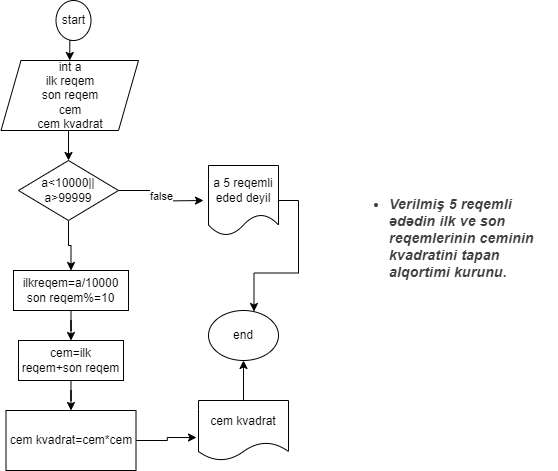 start
int a
ilk reqem
son reqem
cem
cem kvadrat
a<10000||
a>99999
false
a 5 reqemli
eded deyil
ilkreqem=a/10000
son reqem%=10
cem=ilk
reqem+son reqem
cem kvadrat=cem*cem
cem kvadrat
end
• Verilmiş 5 reqemli
ədədin ilk ve son
reqemlerinin ceminin
kvadratini tapan
alqortimi kurunu.